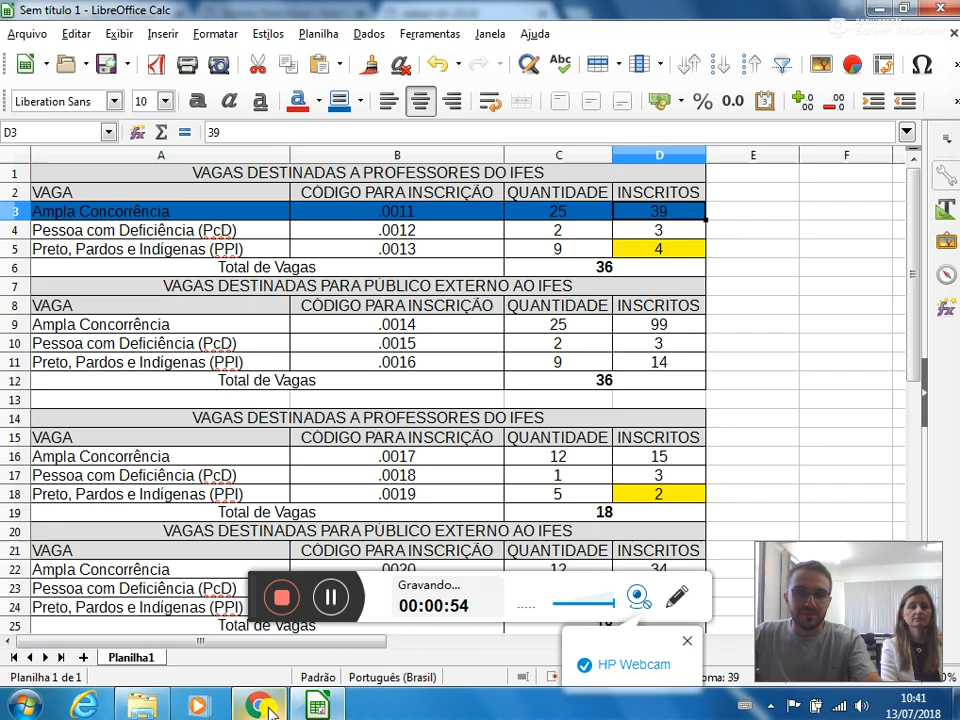 Sem título 1 - LibreOffice Calc
Arquivo Editar Exibir Inserir Formatar Estilos Planilha Dados Ferramentas Janela Ajuda
Liberation Sans 10
D3 39
A B C D E F
1 VAGAS DESTINADAS A PROFESSORES DO IFES
2 VAGA CÓDIGO PARA INSCRIÇÃO QUANTIDADE INSCRITOS
3 Ampla Concorrência .0011 25 39
4 Pessoa com Deficiência (PcD) .0012 2 3
5 Preto, Pardos e Indígenas (PPI) .0013 9 4
6 Total de Vagas 36
7 VAGAS DESTINADAS PARA PÚBLICO EXTERNO AO IFES
8 VAGA CÓDIGO PARA INSCRIÇÃO QUANTIDADE INSCRITOS
9 Ampla Concorrência .0014 25 99
10 Pessoa com Deficiência (PcD) .0015 2 3
11 Preto, Pardos e Indígenas (PPI) .0016 9 14
12 Total de Vagas 36
13
14 VAGAS DESTINADAS A PROFESSORES DO IFES
15 VAGA CÓDIGO PARA INSCRIÇÃO QUANTIDADE INSCRITOS
16 Ampla Concorrência .0017 12 15
17 Pessoa com Deficiência (PcD) .0018 1 3
18 Preto, Pardos e Indígenas (PPI) .0019 5 2
19 Total de Vagas 18
20 VAGAS DESTINADAS PARA PÚBLICO EXTERNO AO IFES
21 VAGA CÓDIGO PARA INSCRIÇÃO QUANTIDADE INSCRITOS
22 Ampla Concorrência .0020 12 34
23 Pessoa com Deficiência (PcD)
24 Preto, Pardos e Indígenas (PPI)
25 Total de Vagas 18
Gravando...
00:00:54
HP Webcam
Planilha1
Planilha 1 de 1 Padrão Português (Brasil) oma: 39 0%
10:41
13/07/2018